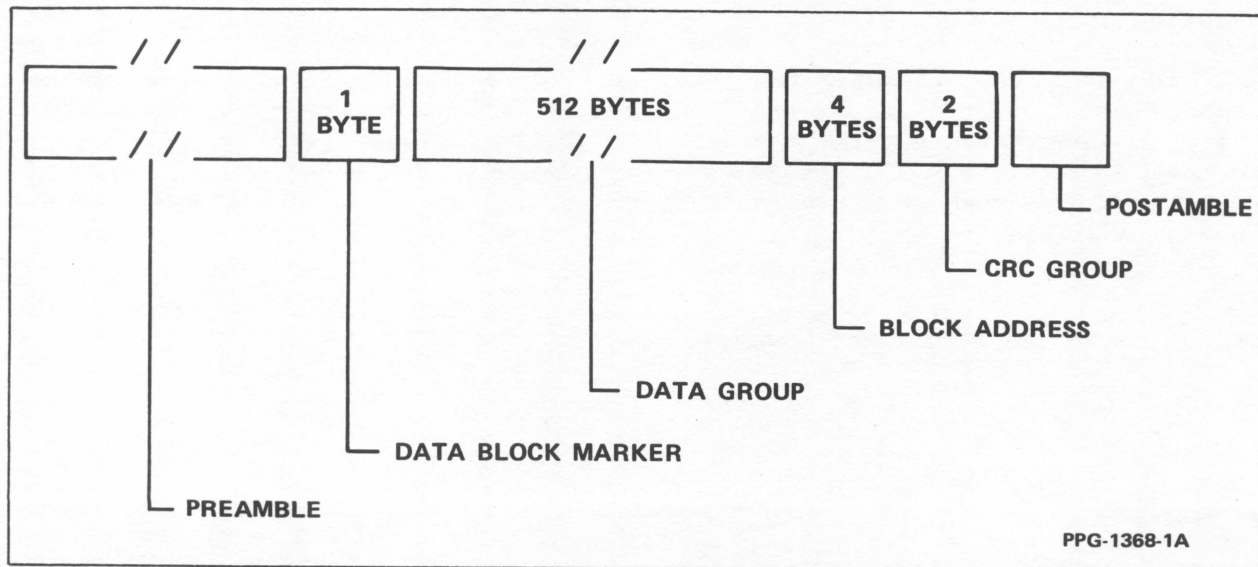 1
BYTE
512 BYTES
4
BYTES
2
BYTES
POSTAMBLE
CRC GROUP
BLOCK ADDRESS
DATA GROUP
DATA BLOCK MARKER
PREAMBLE
PPG-1368-1A